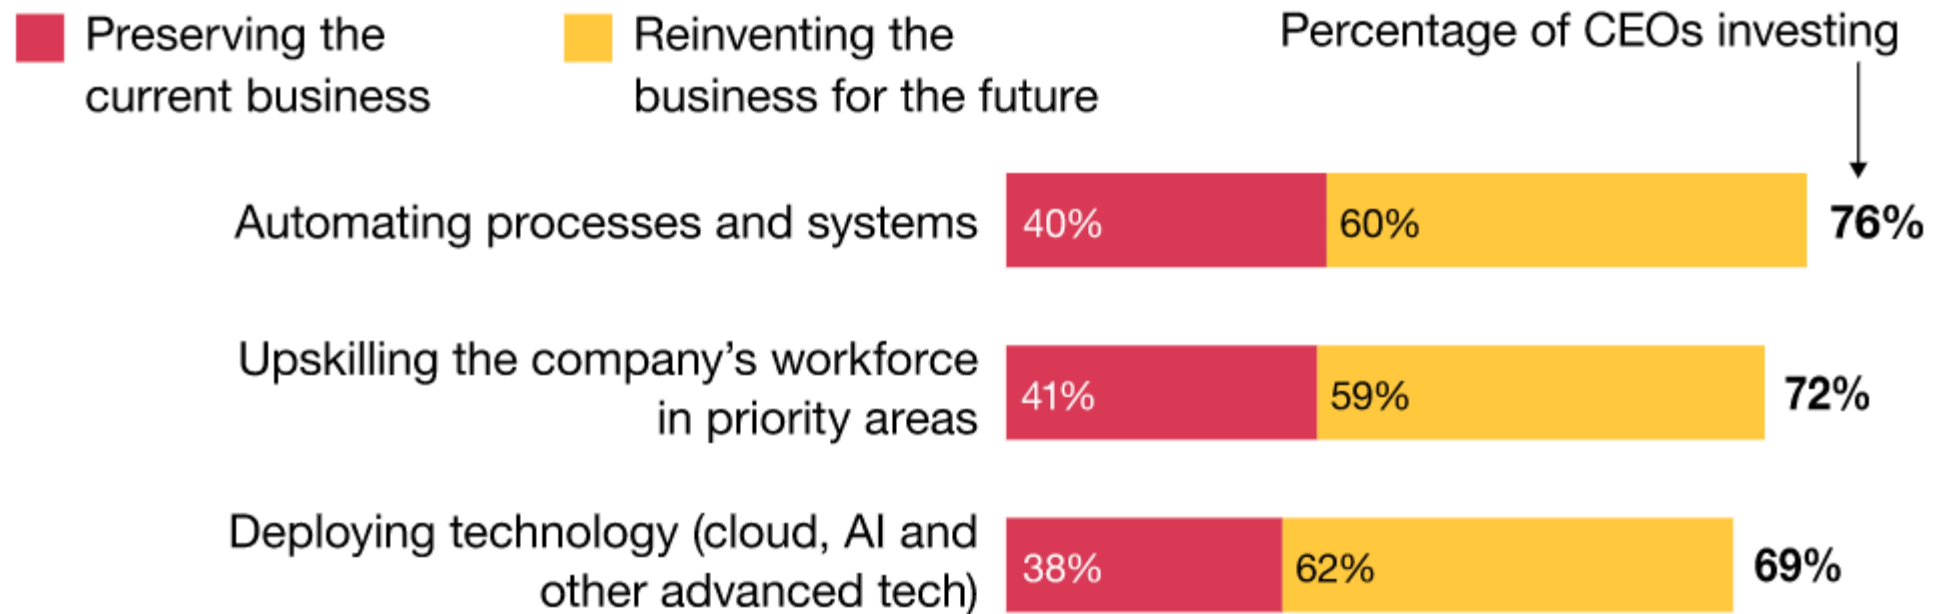 Preserving the
current business
Reinventing the
business for the future
Percentage of CEOs investing
Automating processes and systems
40%
60%
76%
Upskilling the company’s workforce
in priority areas
41%
59%
72%
Deploying technology (cloud, AI and
other advanced tech)
38%
62%
69%